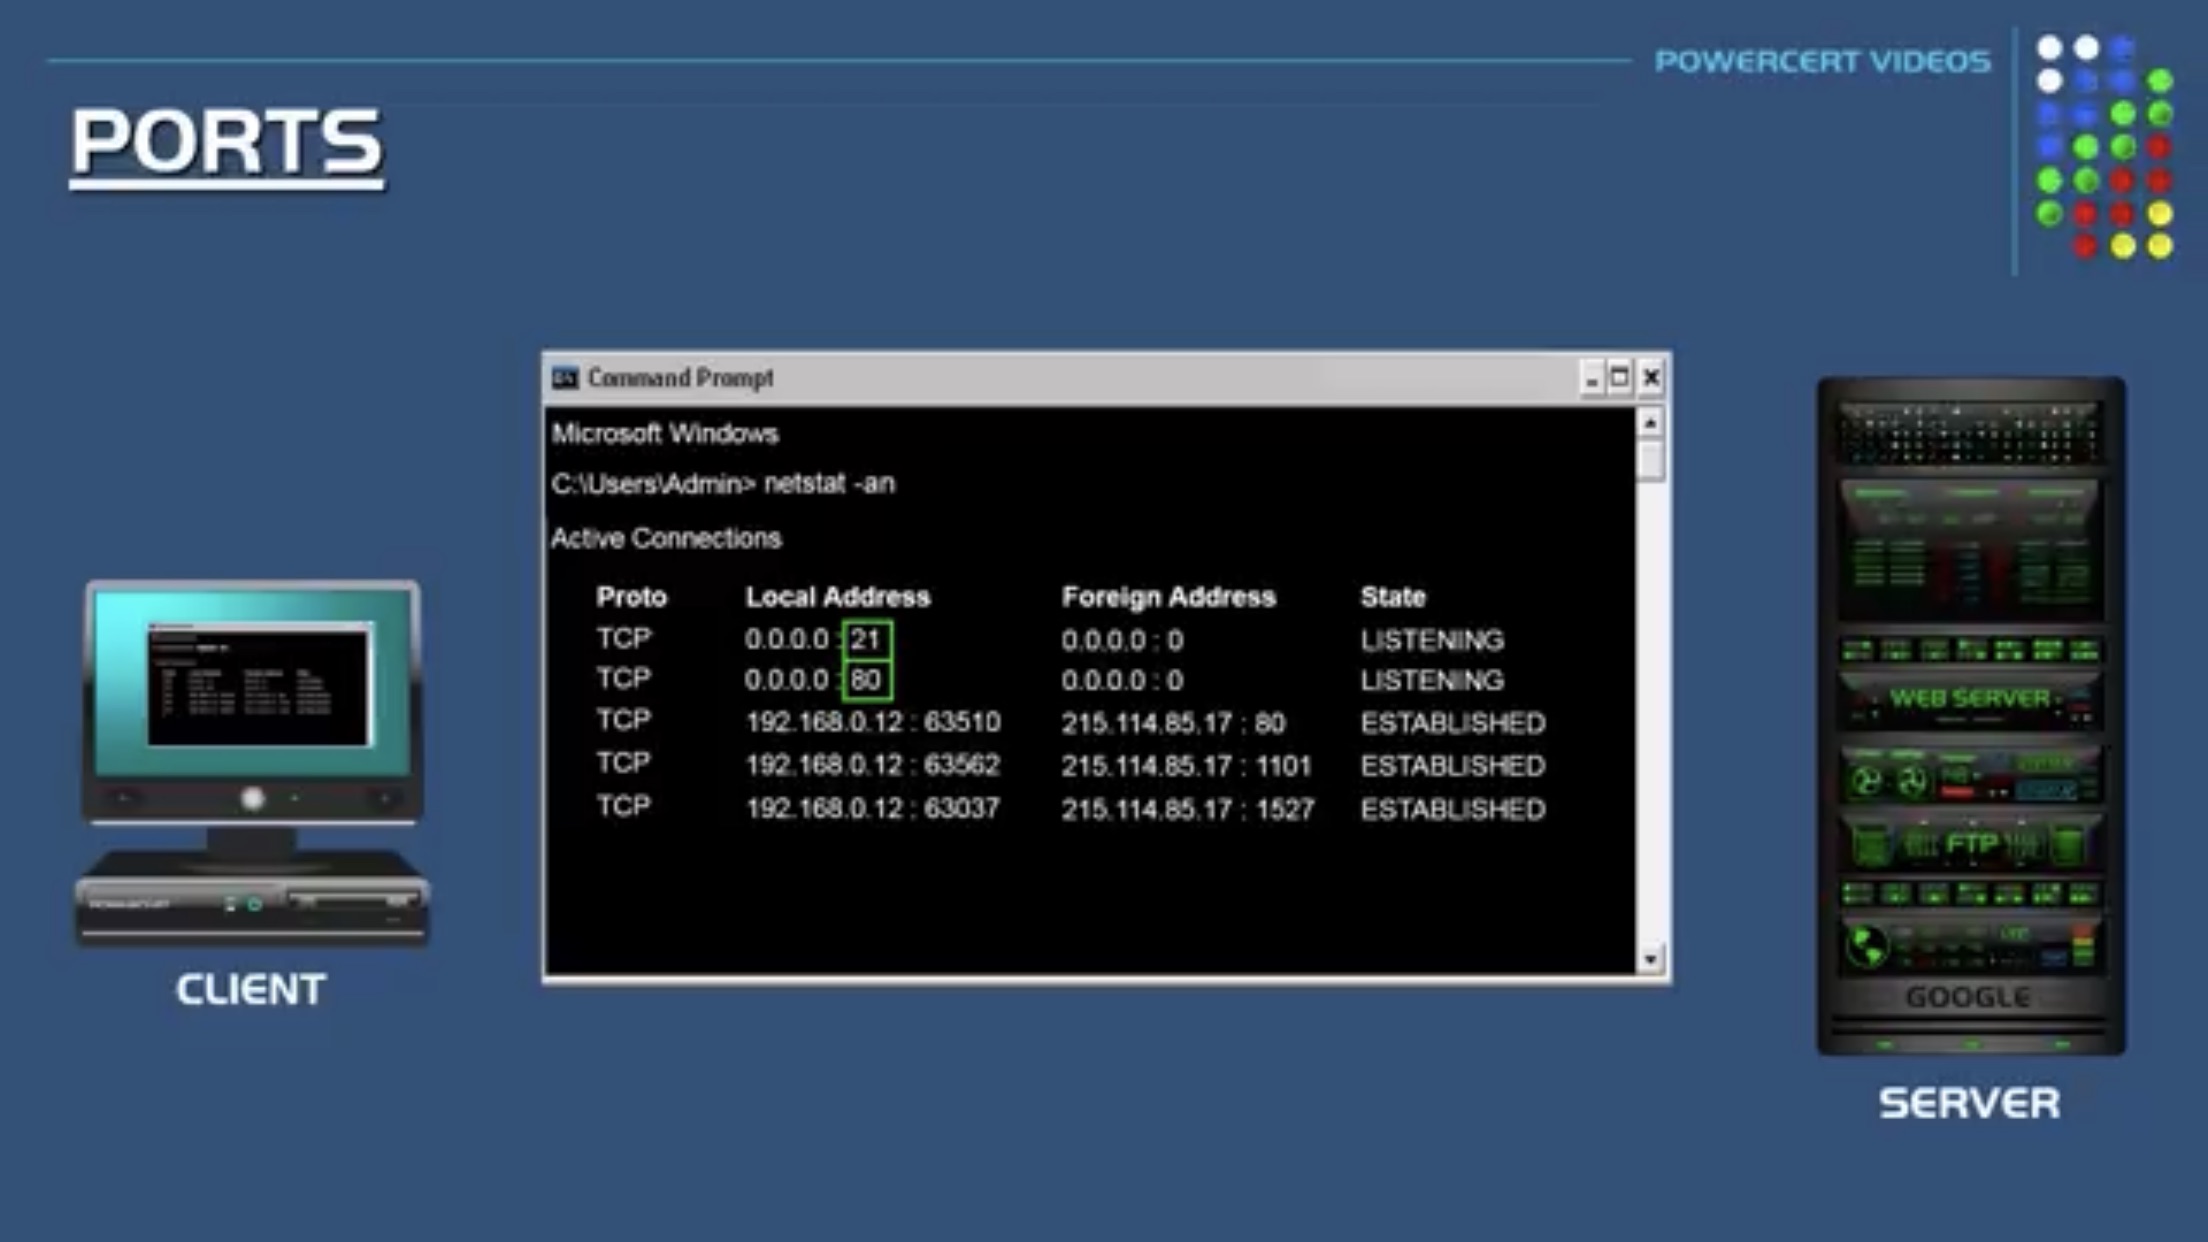 POWERCERT VIDEOS
PORTS
Command Prompt
Microsoft Windows
C:\Users\Admin> netstat -an
Active Connections
Proto Local Address Foreign Address State
TCP 0.0.0.0 : 21 0.0.0.0 : 0 LISTENING
TCP 0.0.0.0 : 80 0.0.0.0 : 0 LISTENING
TCP 192.168.0.12 : 63510 215.114.85.17 : 80 ESTABLISHED
TCP 192.168.0.12 : 63562 215.114.85.17 : 1101 ESTABLISHED
TCP 192.168.0.12 : 63037 215.114.85.17 : 1527 ESTABLISHED
WEB SERVER
FTP
GOOGLE
CLIENT
SERVER